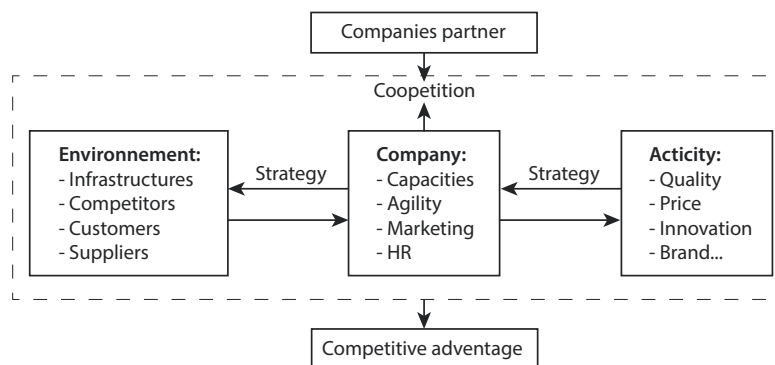 Companies partner
Coopetition
Environnement:
- Infrastructures
- Competitors
- Customers
- Suppliers
Strategy
Company:
- Capacities
- Agility
- Marketing
- HR
Strategy
Acticity:
- Quality
- Price
- Innovation
- Brand...
Competitive adventage